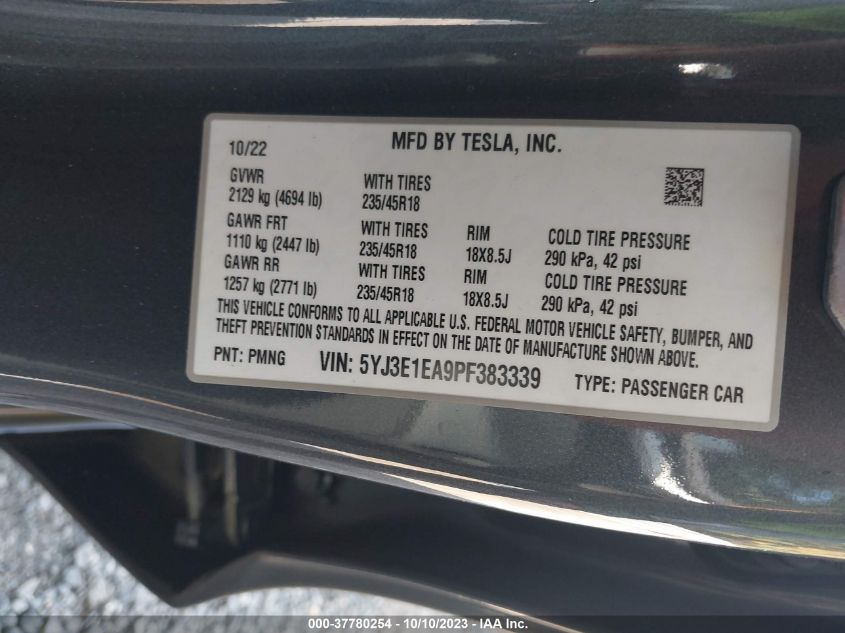 MFD BY TESLA, INC.
10/22
GVWR
2129 kg (4694 lb)
WITH TIRES
235/45R18
GAWR FRT
1110 kg (2447 lb)
WITH TIRES
235/45R18
RIM
18X8.5J
COLD TIRE PRESSURE
290 kPa, 42 psi
GAWR RR
1257 kg (2771 lb)
WITH TIRES
235/45R18
RIM
18X8.5J
COLD TIRE PRESSURE
290 kPa, 42 psi
THIS VEHICLE CONFORMS TO ALL APPLICABLE U.S. FEDERAL MOTOR VEHICLE SAFETY, BUMPER, AND
THEFT PREVENTION STANDARDS IN EFFECT ON THE DATE OF MANUFACTURE SHOWN ABOVE.
PNT: PMNG VIN: 5YJ3E1EA9PF383339 TYPE: PASSENGER CAR
000-37780254 - 10/10/2023 - IAA Inc.